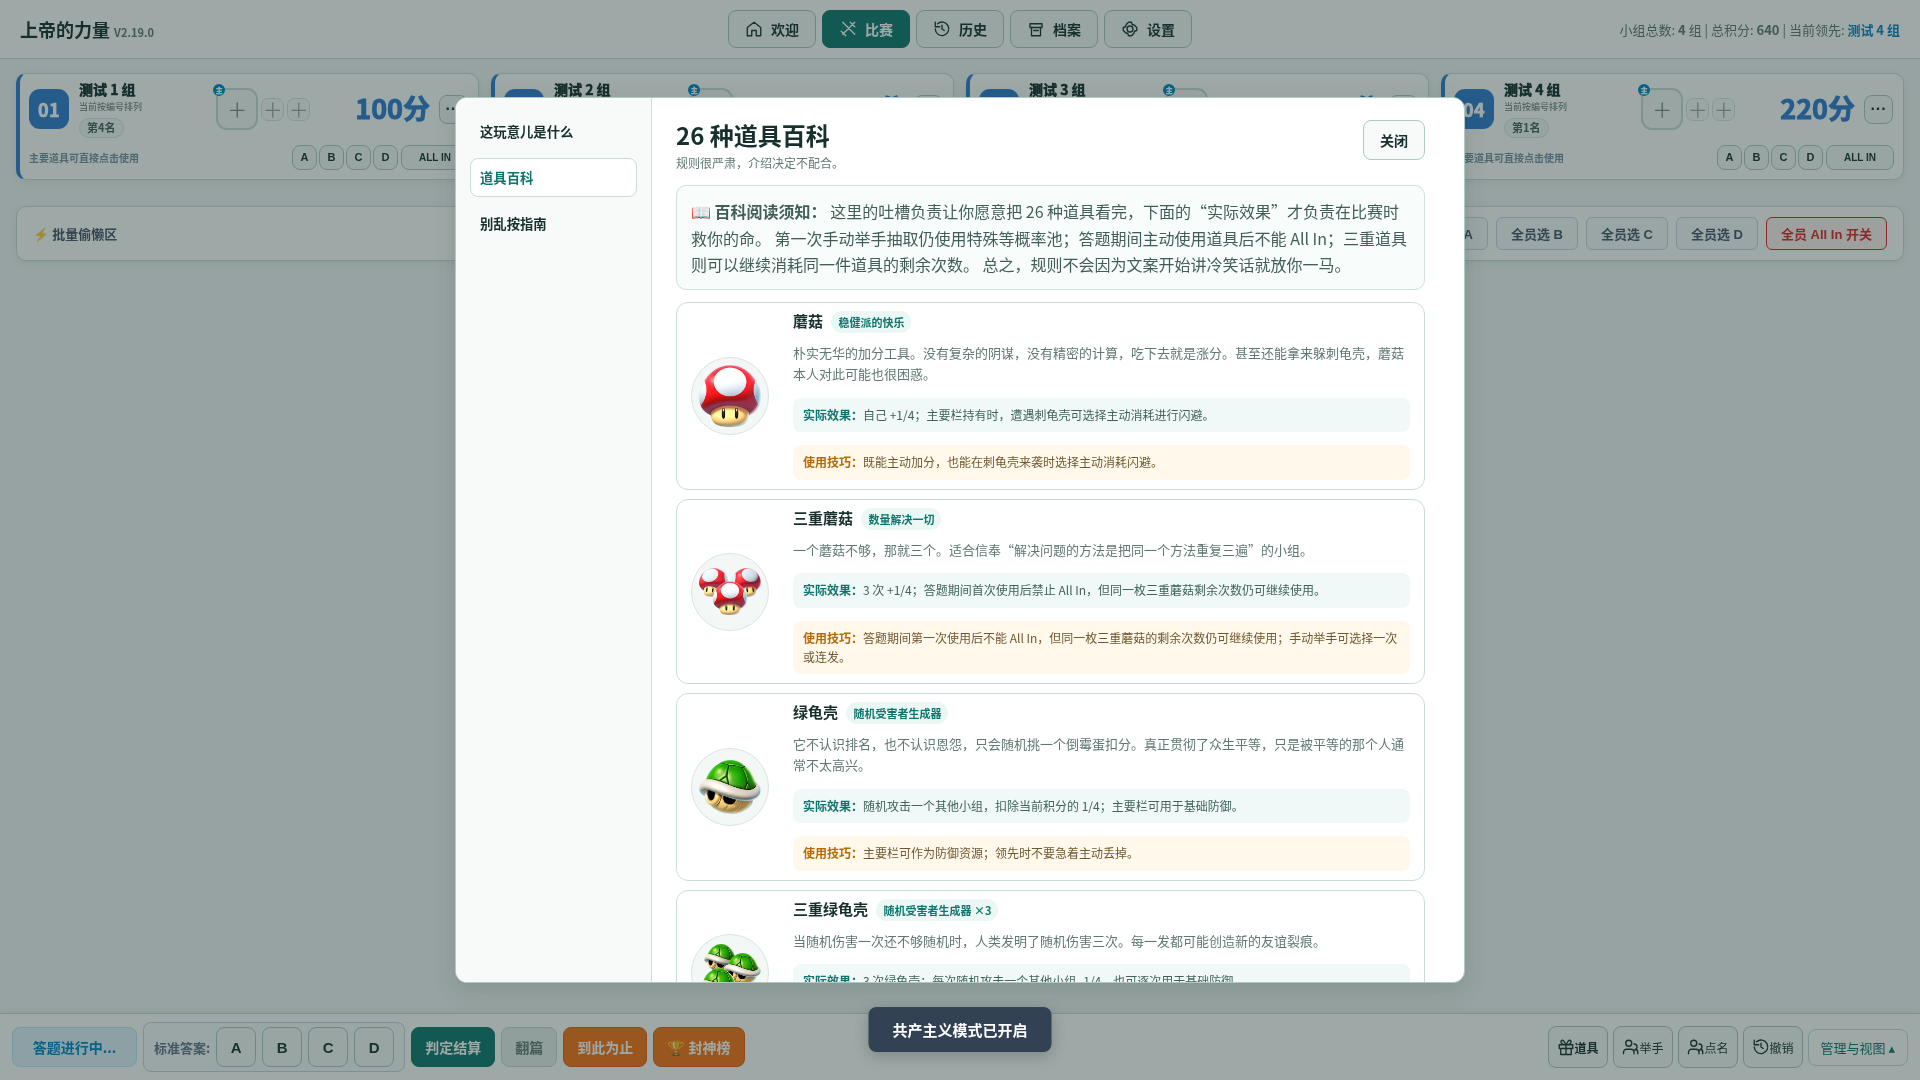 上帝的力量 V2.19.0
欢迎
比赛
历史
档案
设置
小组总数: 4 组 | 总积分: 640 | 当前领先: 测试 4 组
01
测试 1 组
当前按编号排列
第4名
主
100分
主要道具可直接点击使用
A B C D ALL IN
测试 2 组
主
测试 3 组
主
04
测试 4 组
当前按编号排列
第1名
主
220分
要道具可直接点击使用
A B C D ALL IN
⚡ 批量偷懒区
A
全员选 B
全员选 C
全员选 D
全员 All In 开关
这玩意儿是什么
道具百科
别乱按指南
26 种道具百科
规则很严肃，介绍决定不配合。
关闭
📖 百科阅读须知： 这里的吐槽负责让你愿意把 26 种道具看完，下面的“实际效果”才负责在比赛时
救你的命。 第一次手动举手抽取仍使用特殊等概率池；答题期间主动使用道具后不能 All In；三重道具
则可以继续消耗同一件道具的剩余次数。 总之，规则不会因为文案开始讲冷笑话就放你一马。
蘑菇 稳健派的快乐
朴实无华的加分工具。没有复杂的阴谋，没有精密的计算，吃下去就是涨分。甚至还能拿来躲刺龟壳，蘑菇
本人对此可能也很困惑。
实际效果：自己 +1/4；主要栏持有时，遭遇刺龟壳可选择主动消耗进行闪避。
使用技巧：既能主动加分，也能在刺龟壳来袭时选择主动消耗闪避。
三重蘑菇 数量解决一切
一个蘑菇不够，那就三个。适合信奉“解决问题的方法是把同一个方法重复三遍”的小组。
实际效果：3 次 +1/4；答题期间首次使用后禁止 All In，但同一枚三重蘑菇剩余次数仍可继续使用。
使用技巧：答题期间第一次使用后不能 All In，但同一枚三重蘑菇的剩余次数仍可继续使用；手动举手可选择一次
或连发。
绿龟壳 随机受害者生成器
它不认识排名，也不认识恩怨，只会随机挑一个倒霉蛋扣分。真正贯彻了众生平等，只是被平等的那个人通
常不太高兴。
实际效果：随机攻击一个其他小组，扣除当前积分的 1/4；主要栏可用于基础防御。
使用技巧：主要栏可作为防御资源；领先时不要急着主动丢掉。
三重绿龟壳 随机受害者生成器 ×3
当随机伤害一次还不够随机时，人类发明了随机伤害三次。每一发都可能创造新的友谊裂痕。
实际效果：3 次绿龟壳；每次随机攻击一个其他小组 -1/4，也可逐次用于基础防御。
共产主义模式已开启
答题进行中...
标准答案: A B C D
判定结算
翻篇
到此为止
🏆 封神榜
道具
举手
点名
撤销
管理与视图 ▴